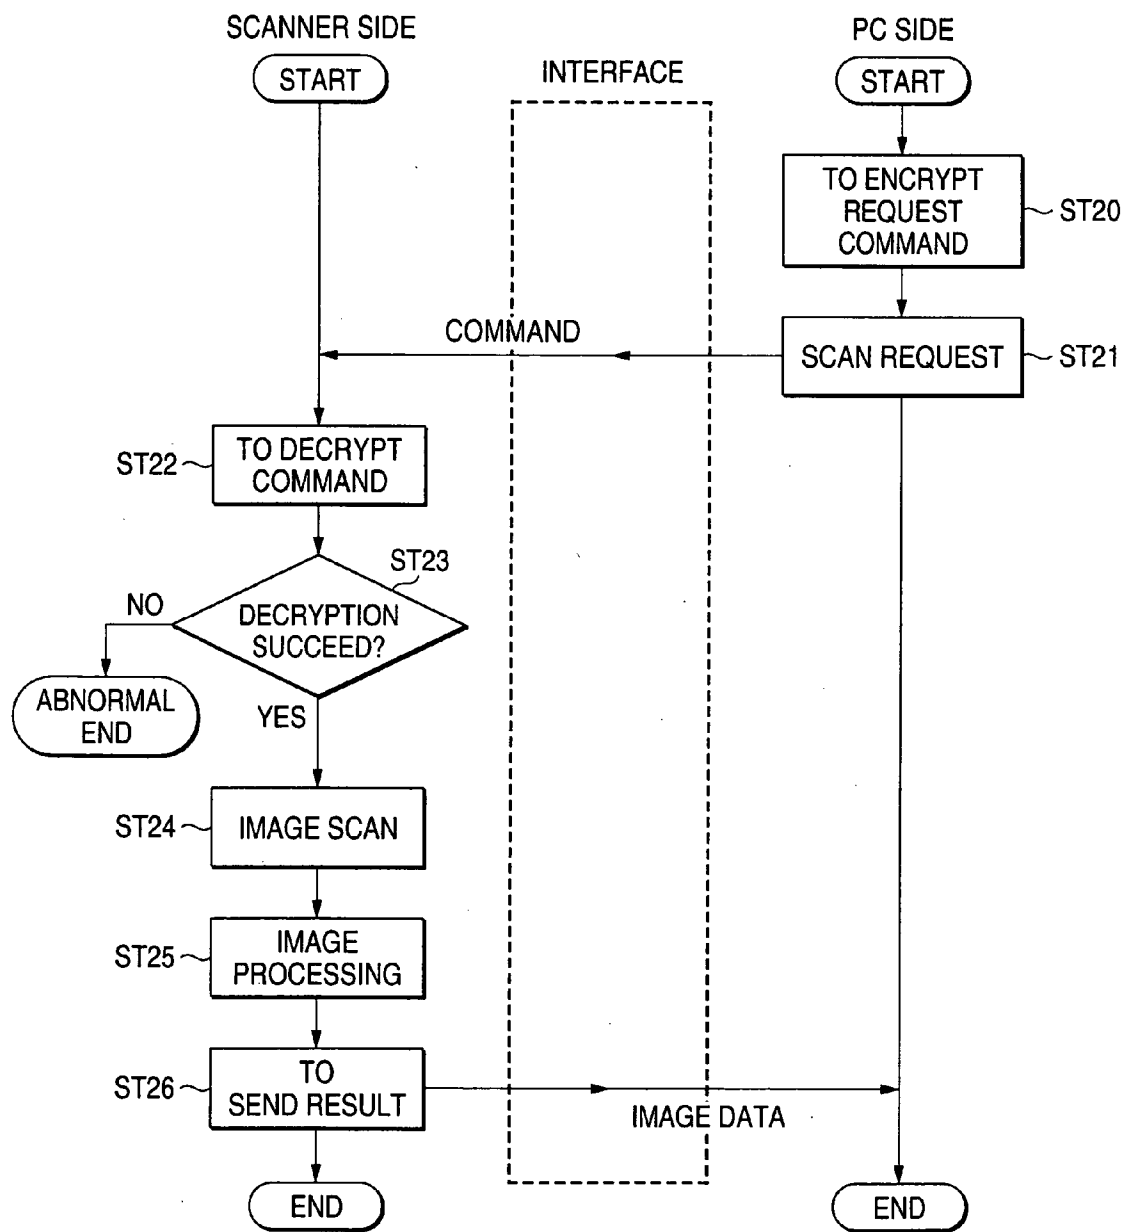 SCANNER SIDE
PC SIDE
START
INTERFACE
START
TO ENCRYPT
REQUEST
COMMAND
ST20
COMMAND
SCAN REQUEST
ST21
ST22
TO DECRYPT
COMMAND
ST23
NO
DECRYPTION
SUCCEED?
ABNORMAL
END
YES
ST24
IMAGE SCAN
ST25
IMAGE
PROCESSING
ST26
TO
SEND RESULT
IMAGE DATA
END
END